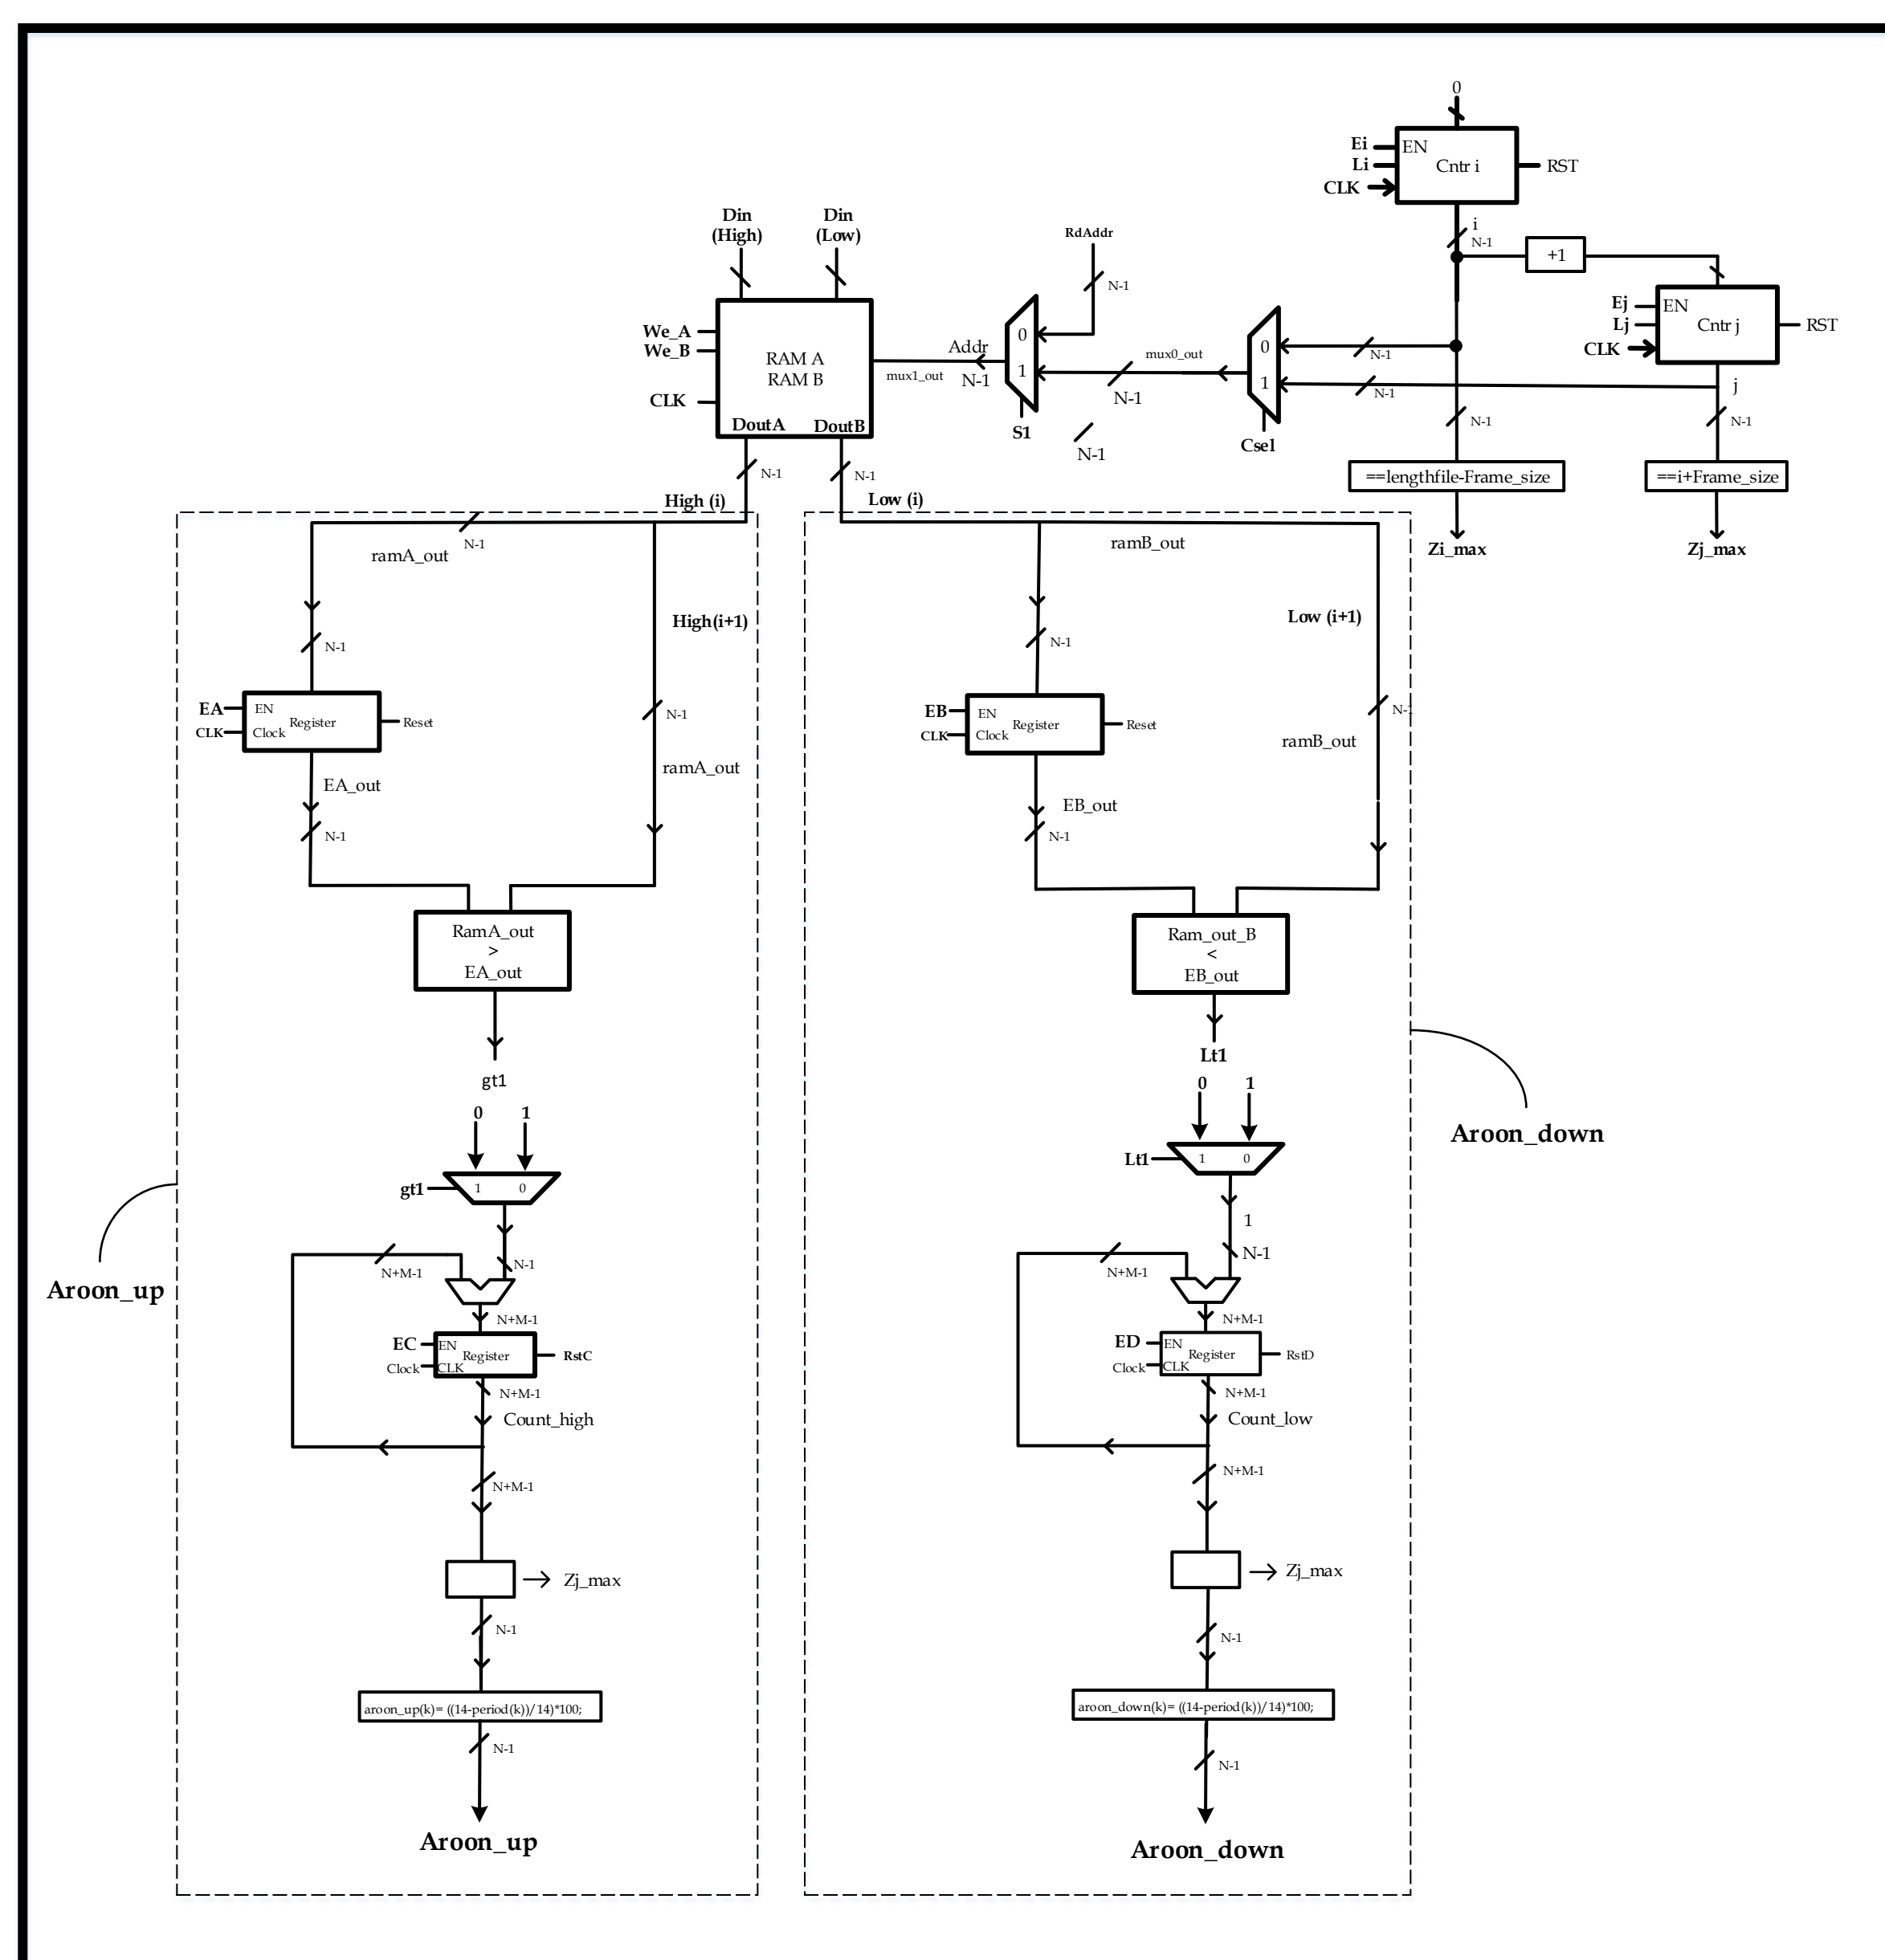 0
Ei
EN
Li
Cntr i
RST
CLK
i
N-1
+1
Din
(High)
Din
(Low)
RdAddr
N-1
Ej
EN
Lj
Cntr j
RST
CLK
We_A
We_B
RAM A
RAM B
CLK
DoutA
DoutB
Addr
mux1_out
N-1
0
1
S1
mux0_out
N-1
N-1
0
1
Csel
N-1
N-1
j
N-1
N-1
==lengthfile-Frame_size
==i+Frame_size
Zi_max
Zj_max
N-1
N-1
High (i)
Low (i)
N-1
ramA_out
High(i+1)
N-1
EA
EN
CLK
Clock
Register
Reset
N-1
ramA_out
EA_out
N-1
RamA_out
>
EA_out
gt1
0
1
gt1
1
0
N-1
N+M-1
N+M-1
EC
EN
Register
RstC
Clock
CLK
N+M-1
Count_high
N+M-1
Zj_max
N-1
aroon_up(k)= ((14-period(k))/14)*100;
N-1
Aroon_up
Aroon_up
ramB_out
Low (i+1)
N-1
EB
EN
CLK
Clock
Register
Reset
N-1
ramB_out
EB_out
N-1
Ram_out_B
<
EB_out
Lt1
0
1
Lt1
1
0
1
N-1
N+M-1
N+M-1
ED
EN
Register
RstD
Clock
CLK
N+M-1
Count_low
N+M-1
Zj_max
N-1
aroon_down(k)= ((14-period(k))/14)*100;
N-1
Aroon_down
Aroon_down